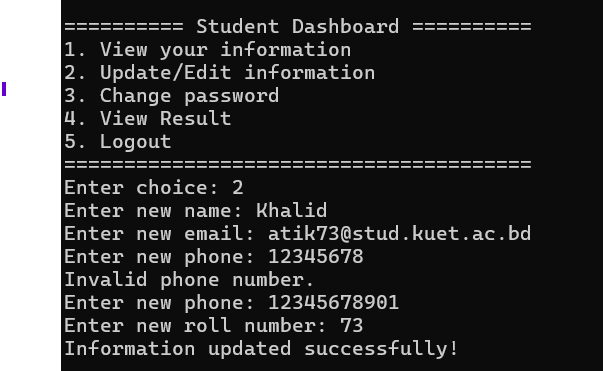 ========== Student Dashboard ==========
1. View your information
2. Update/Edit information
3. Change password
4. View Result
5. Logout
=======================================
Enter choice: 2
Enter new name: Khalid
Enter new email: atik73@stud.kuet.ac.bd
Enter new phone: 12345678
Invalid phone number.
Enter new phone: 12345678901
Enter new roll number: 73
Information updated successfully!